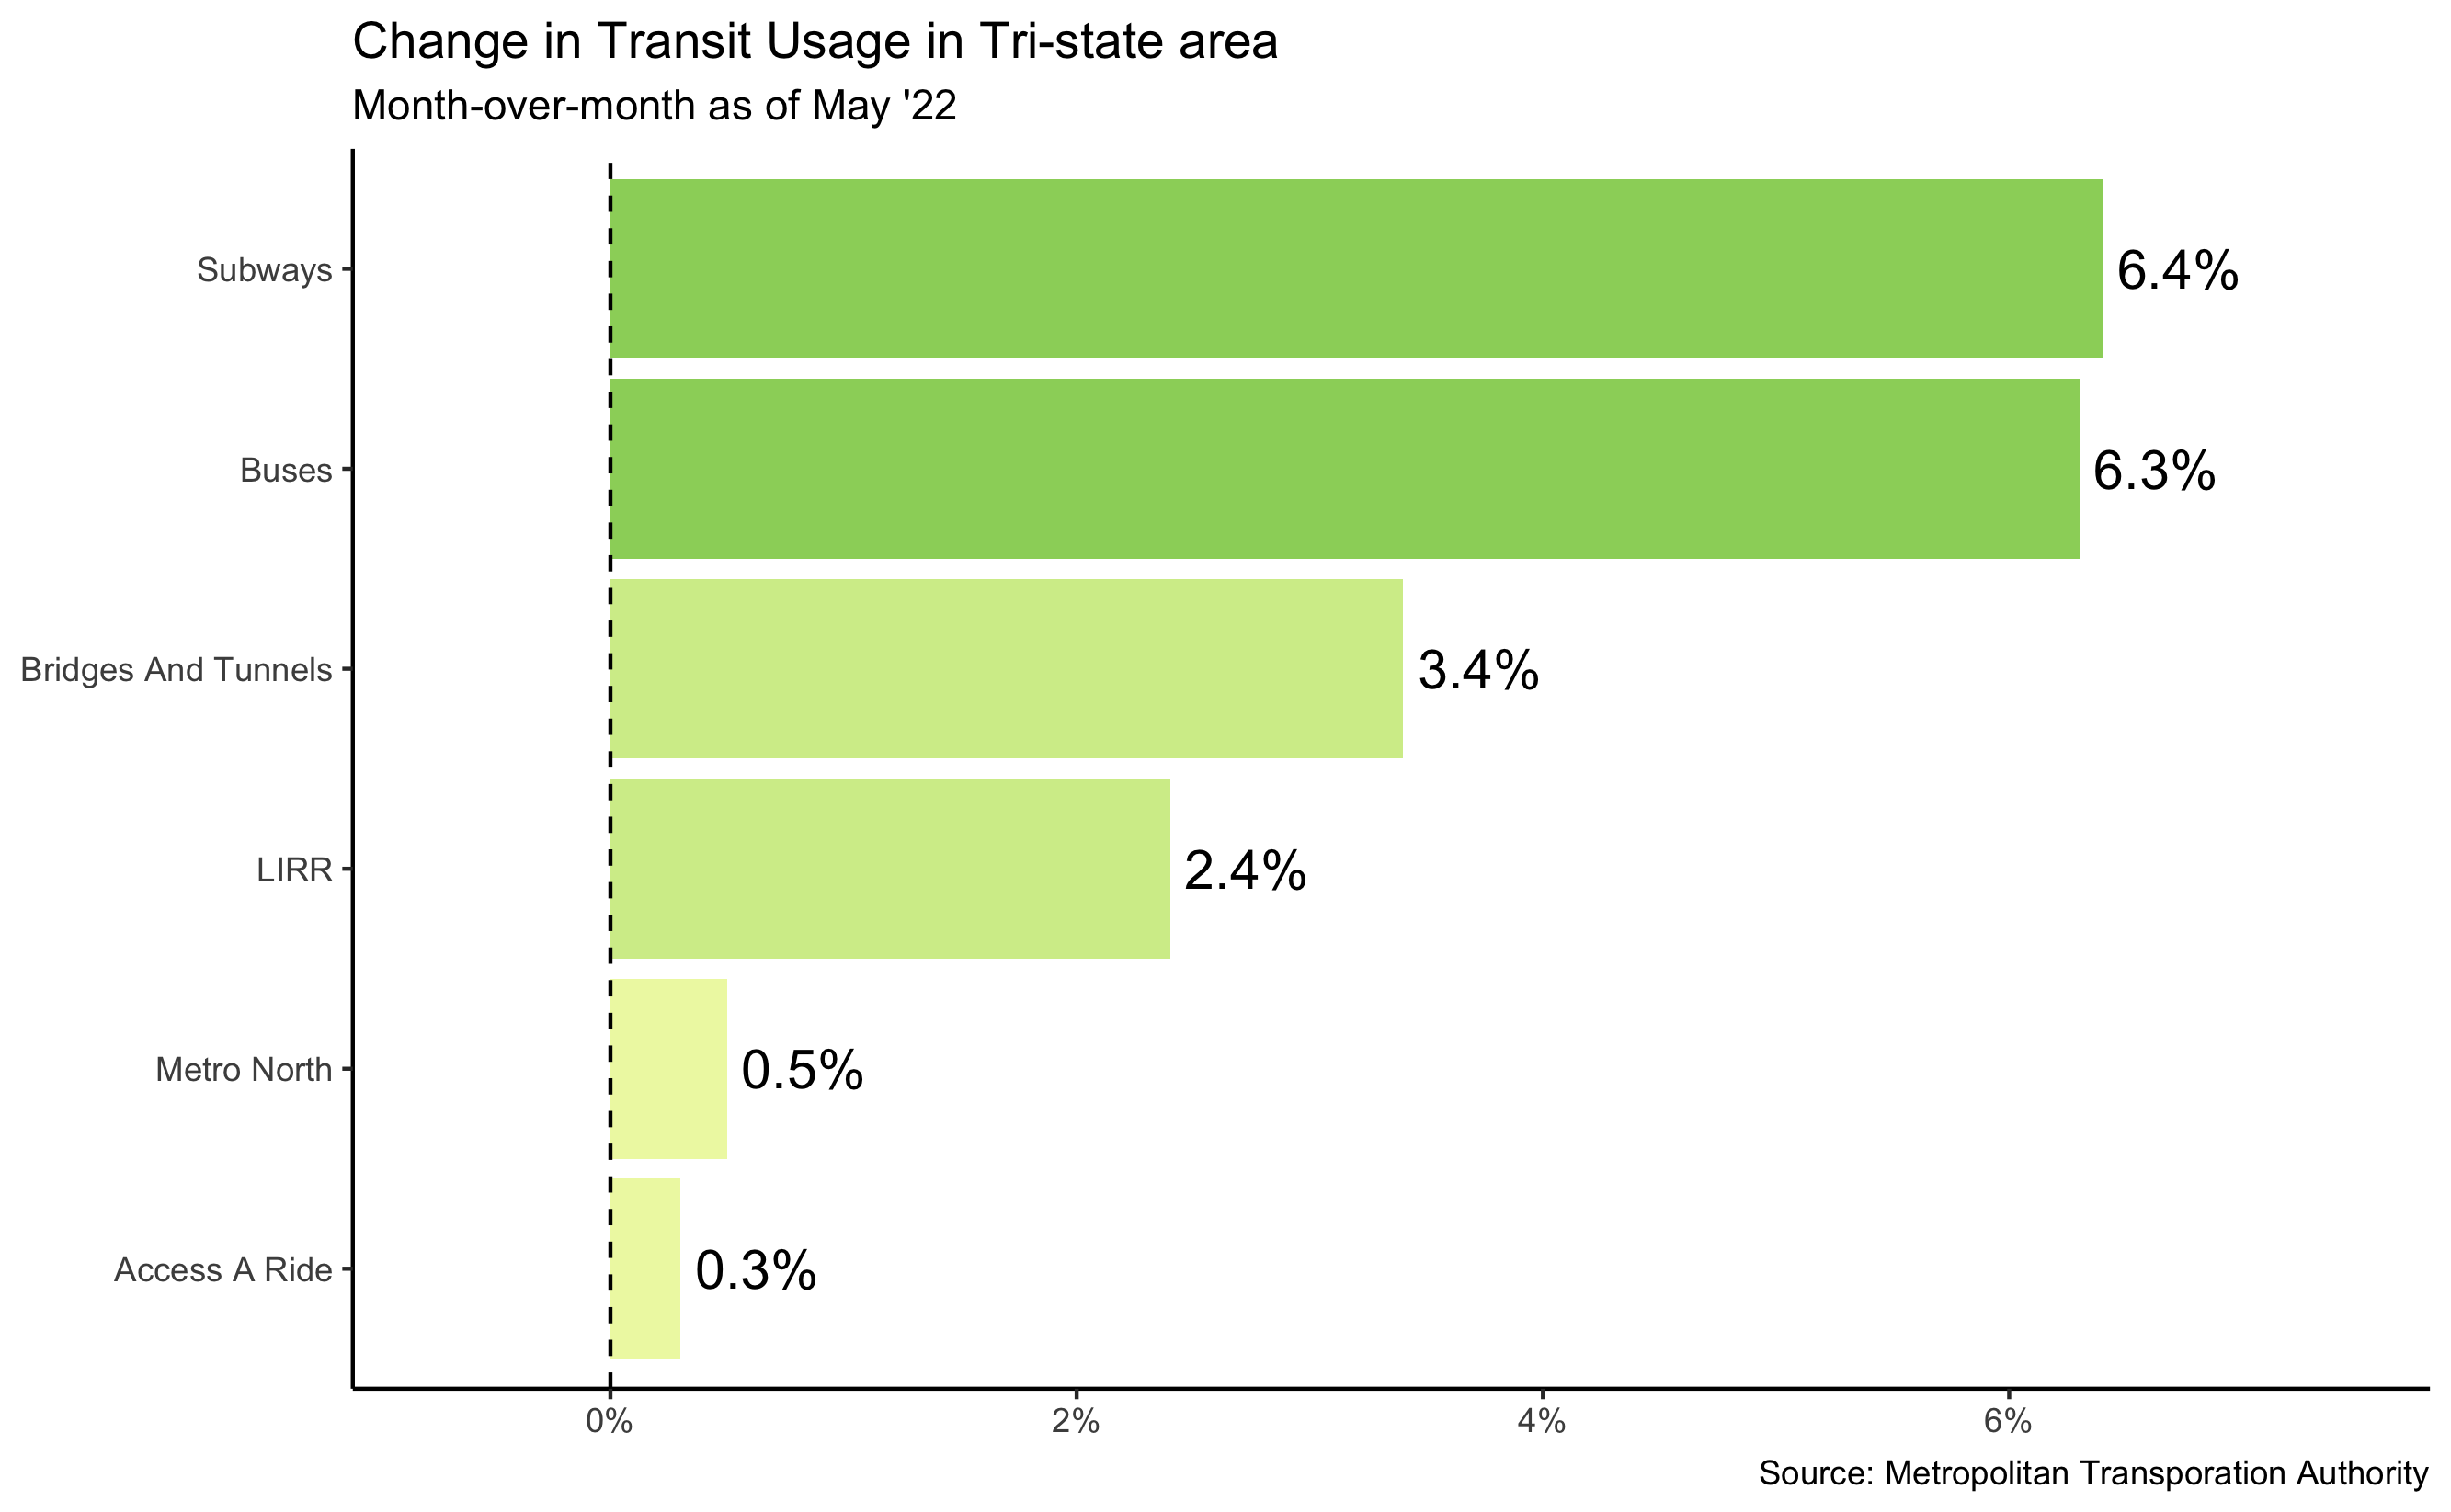 Change in Transit Usage in Tri-state area
Month-over-month as of May '22
Subways 6.4%
Buses 6.3%
Bridges And Tunnels 3.4%
LIRR 2.4%
Metro North 0.5%
Access A Ride 0.3%
0% 2% 4% 6%
Source: Metropolitan Transporation Authority